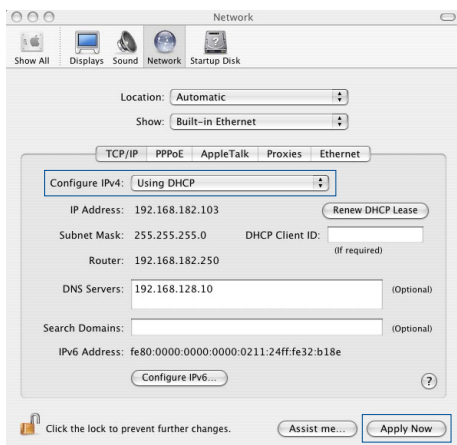 Network
Show All Displays Sound Network Startup Disk
Location: Automatic
Show: Built-in Ethernet
TCP/IP PPPoE AppleTalk Proxies Ethernet
Configure IPv4: Using DHCP
IP Address: 192.168.182.103 Renew DHCP Lease
Subnet Mask: 255.255.255.0 DHCP Client ID:
(If required)
Router: 192.168.182.250
DNS Servers: 192.168.128.10 (Optional)
Search Domains: (Optional)
IPv6 Address: fe80:0000:0000:0000:0211:24ff:fe32:b18e
Configure IPv6... ?
Click the lock to prevent further changes. Assist me... Apply Now